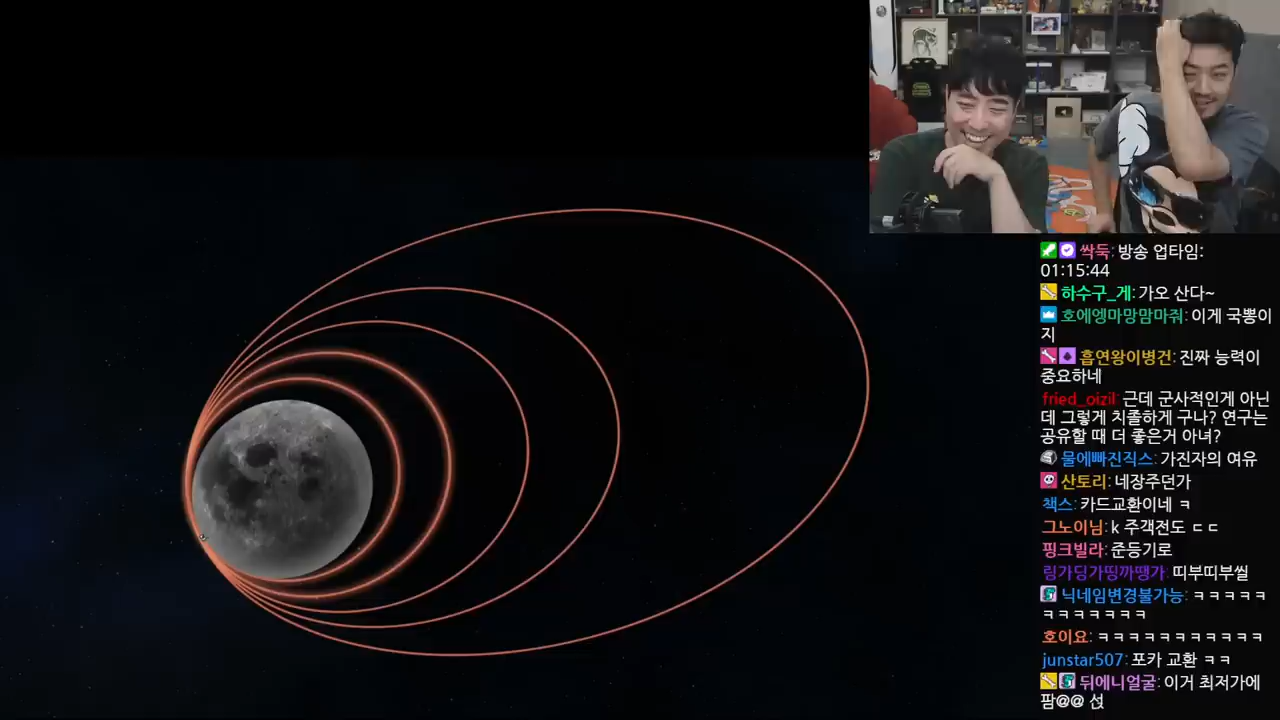 싹둑: 방송 업타임:
01:15:44
하수구_게: 가오 산다~
호에엥마망맘마줘: 이게 국뽕이
지
흡연왕이병건: 진짜 능력이
중요하네
fried_oizil: 근데 군사적인게 아닌
데 그렇게 치졸하게 구나? 연구는
공유할 때 더 좋은거 아녀?
물에빠진직스: 가진자의 여유
산토리: 네장주던가
책스: 카드교환이네 ㅋ
그노이님: k 주객전도 ㄷㄷ
핑크빌라: 준등기로
링가딩가띵까땡가: 띠부띠부씰
닉네임변경불가능: ㅋㅋㅋㅋㅋ
ㅋㅋㅋㅋㅋㅋㅋ
호이요: ㅋㅋㅋㅋㅋㅋㅋㅋㅋㅋㅋ
junstar507: 포카 교환 ㅋㅋ
뒤에니얼굴: 이거 최저가에
팜@@ 선